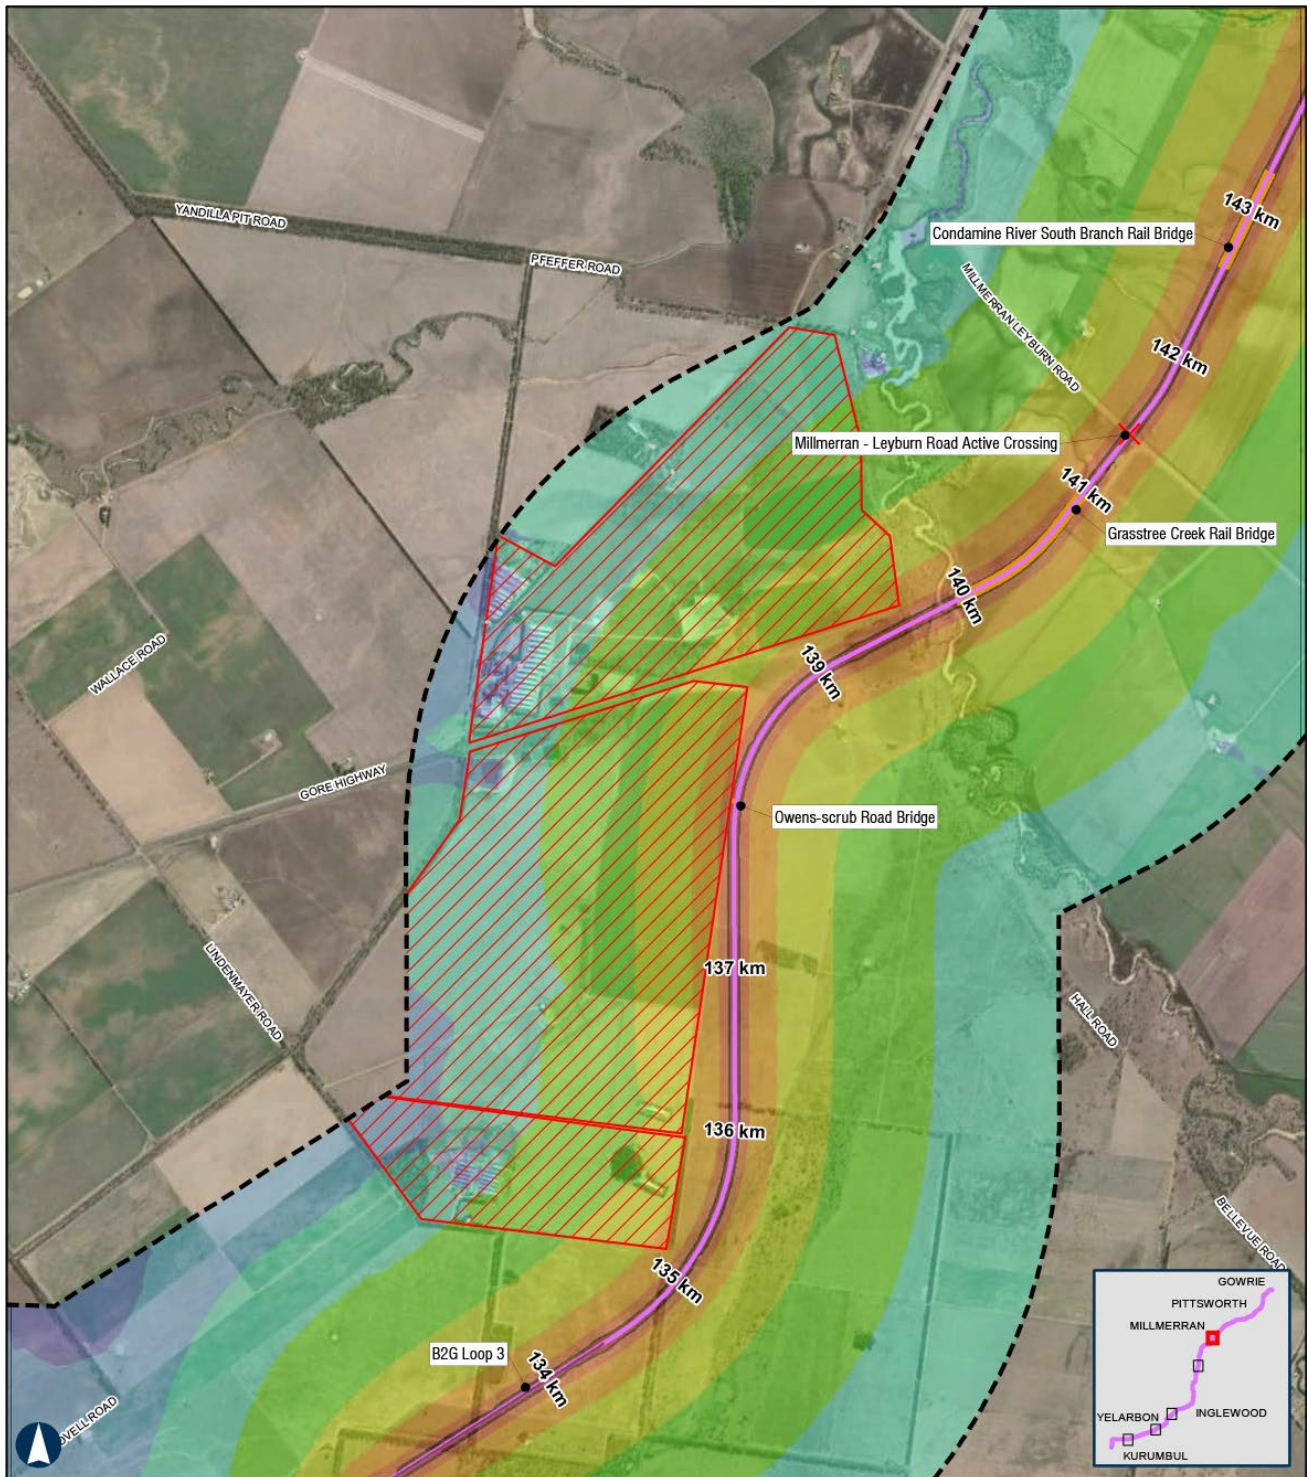 YANDILLA PIT ROAD
PFEFFER ROAD
143 km
Condamine River South Branch Rail Bridge
MILLMERRAN LEYBURN ROAD
142 km
Millmerran - Leyburn Road Active Crossing
141 km
Grasstree Creek Rail Bridge
140 km
139 km
WALLACE ROAD
GORE HIGHWAY
Owens-scrub Road Bridge
LINDENMAYER ROAD
137 km
HALL ROAD
136 km
BELLEVUE ROAD
135 km
B2G Loop 3
134 km
OVELL ROAD
GOWRIE
PITTSWORTH
MILLMERRAN
YELARBON
INGLEWOOD
KURUMBUL